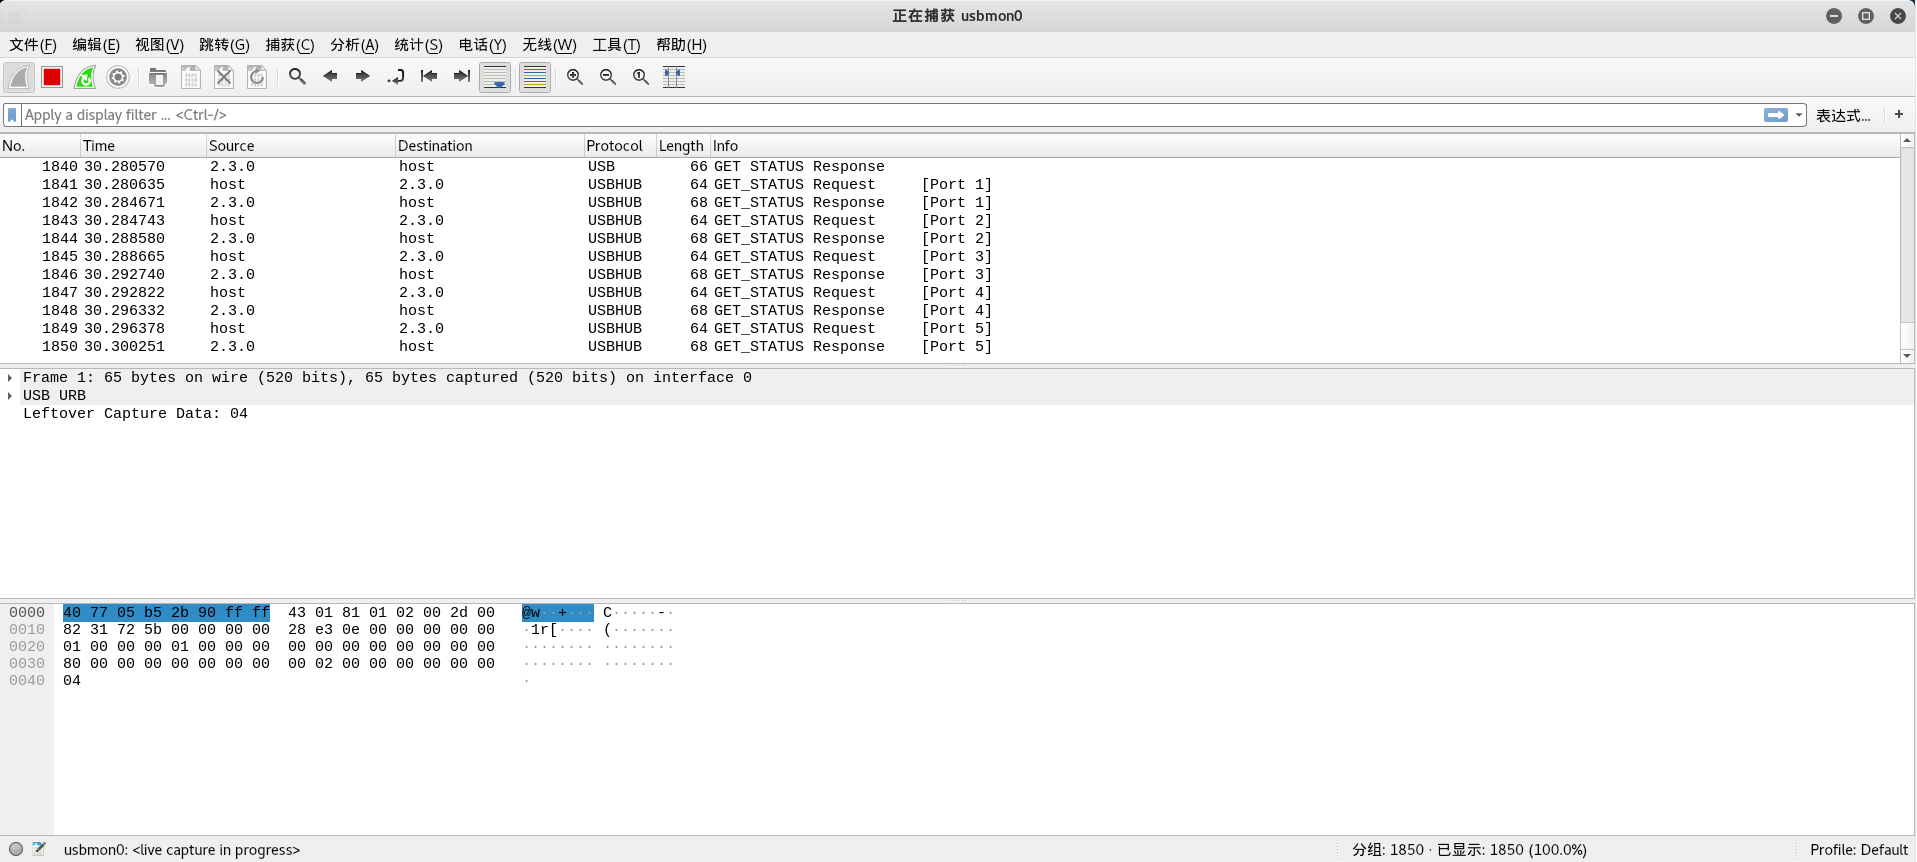 正在捕获 usbmon0
文件(F) 编辑(E) 视图(V) 跳转(G) 捕获(C) 分析(A) 统计(S) 电话(Y) 无线(W) 工具(T) 帮助(H)
Apply a display filter ... <Ctrl-/> 表达式... +
No. Time Source Destination Protocol Length Info
1840 30.280570 2.3.0 host USB 66 GET STATUS Response
1841 30.280635 host 2.3.0 USBHUB 64 GET_STATUS Request [Port 1]
1842 30.284671 2.3.0 host USBHUB 68 GET_STATUS Response [Port 1]
1843 30.284743 host 2.3.0 USBHUB 64 GET_STATUS Request [Port 2]
1844 30.288580 2.3.0 host USBHUB 68 GET_STATUS Response [Port 2]
1845 30.288665 host 2.3.0 USBHUB 64 GET_STATUS Request [Port 3]
1846 30.292740 2.3.0 host USBHUB 68 GET_STATUS Response [Port 3]
1847 30.292822 host 2.3.0 USBHUB 64 GET_STATUS Request [Port 4]
1848 30.296332 2.3.0 host USBHUB 68 GET_STATUS Response [Port 4]
1849 30.296378 host 2.3.0 USBHUB 64 GET_STATUS Request [Port 5]
1850 30.300251 2.3.0 host USBHUB 68 GET_STATUS Response [Port 5]
Frame 1: 65 bytes on wire (520 bits), 65 bytes captured (520 bits) on interface 0
USB URB
Leftover Capture Data: 04
0000 40 77 05 b5 2b 90 ff ff 43 01 81 01 02 00 2d 00 @w··+··· C·····-·
0010 82 31 72 5b 00 00 00 00 28 e3 0e 00 00 00 00 00 ·1r[···· (·······
0020 01 00 00 00 01 00 00 00 00 00 00 00 00 00 00 00 ········ ········
0030 80 00 00 00 00 00 00 00 00 02 00 00 00 00 00 00 ········ ········
0040 04 ·
usbmon0: <live capture in progress> 分组: 1850 · 已显示: 1850 (100.0%) Profile: Default